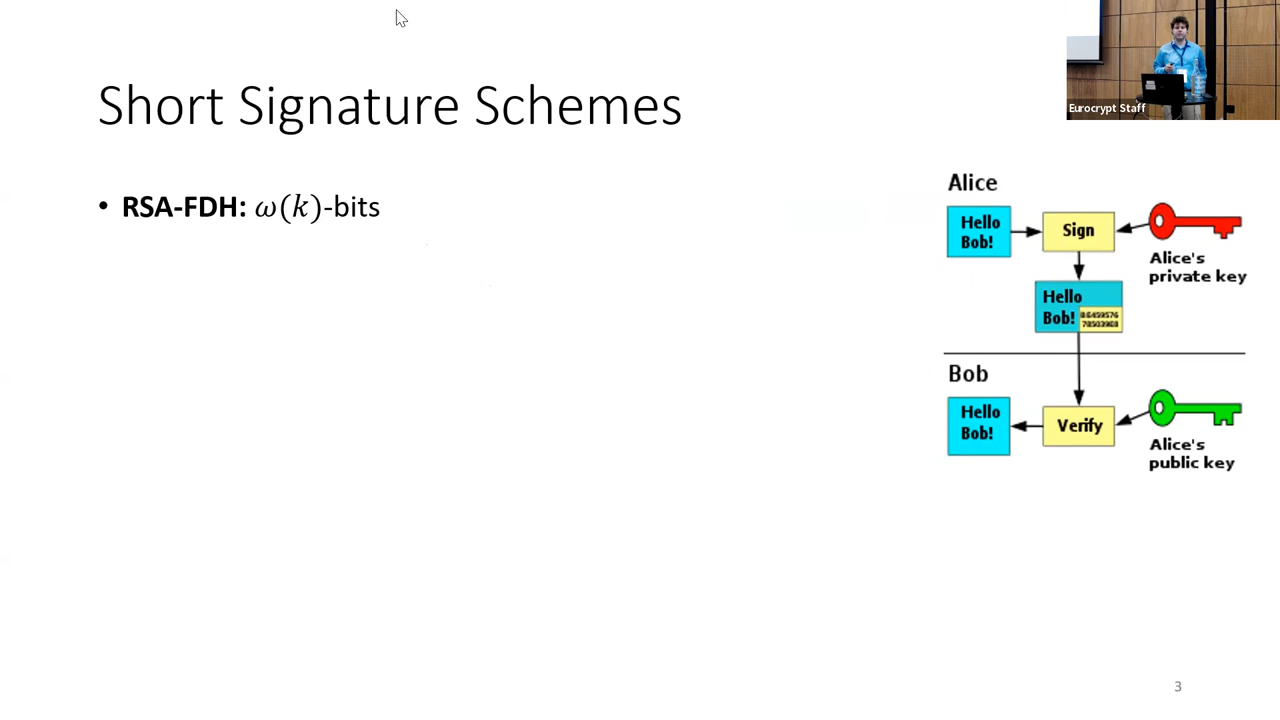 Short Signature Schemes
• RSA-FDH: ω(k)-bits
Eurocrypt Staff
Alice
Hello
Bob!
Sign
Alice's
private key
Hello
Bob!
Bob
Hello
Bob!
Verify
Alice's
public key
3